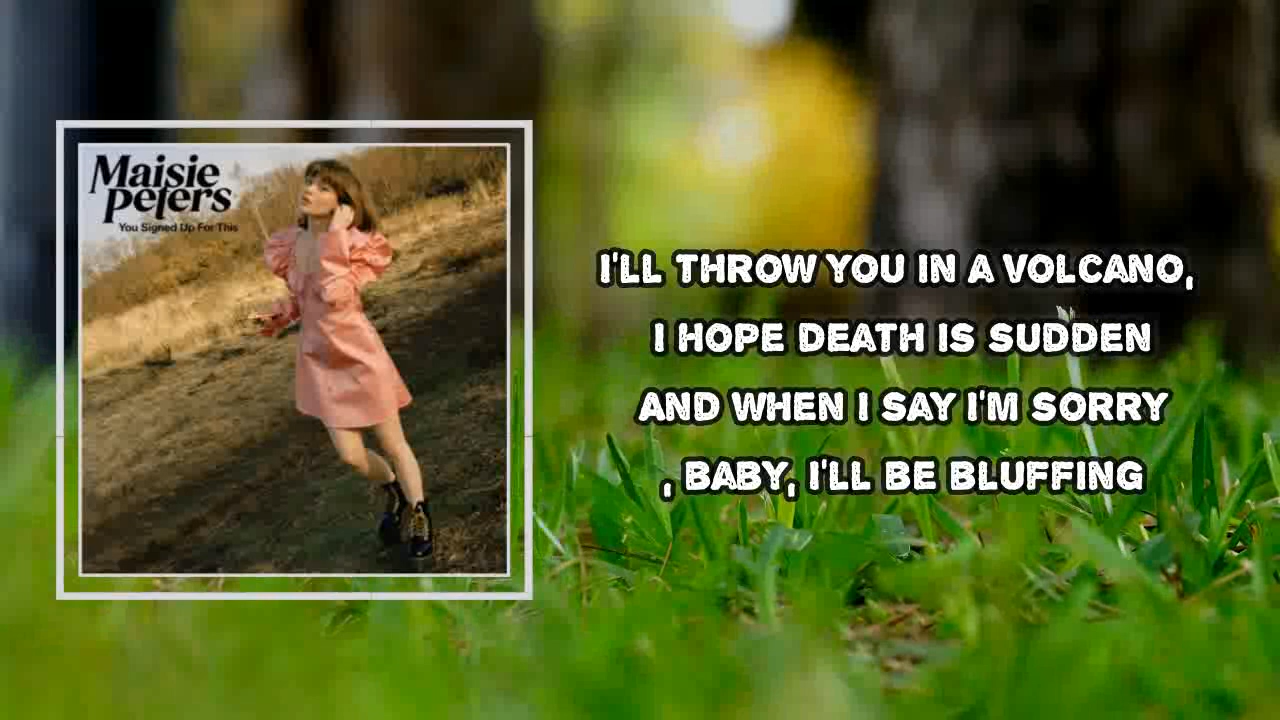 Maisie
Peters
You Signed Up For This
I'LL THROW YOU IN A VOLCANO,
I HOPE DEATH IS SUDDEN
AND WHEN I SAY I'M SORRY
, BABY, I'LL BE BLUFFING